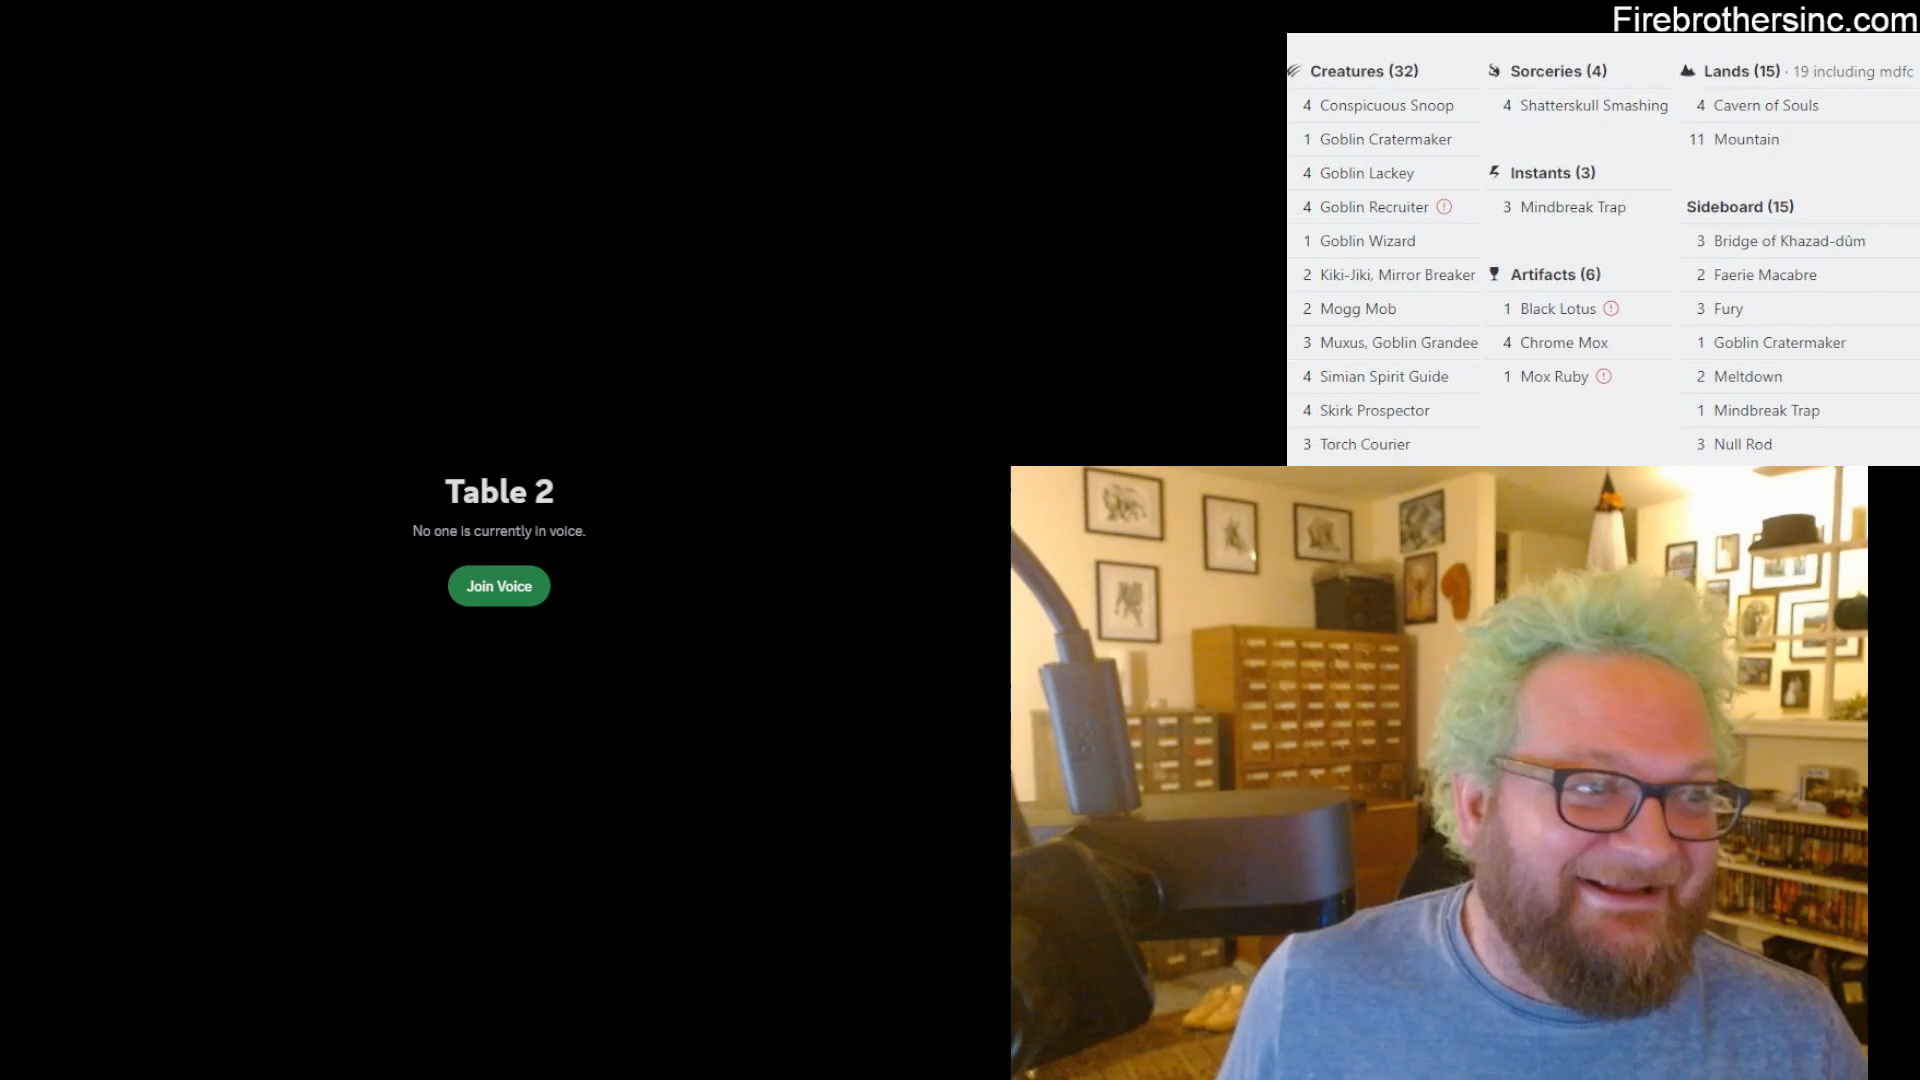 Firebrothersinc.com
Creatures (32)
4 Conspicuous Snoop
1 Goblin Cratermaker
4 Goblin Lackey
4 Goblin Recruiter
1 Goblin Wizard
2 Kiki-Jiki, Mirror Breaker
2 Mogg Mob
3 Muxus, Goblin Grandee
4 Simian Spirit Guide
4 Skirk Prospector
3 Torch Courier
Sorceries (4)
4 Shatterskull Smashing
Instants (3)
3 Mindbreak Trap
Artifacts (6)
1 Black Lotus
4 Chrome Mox
1 Mox Ruby
Lands (15) · 19 including mdfc
4 Cavern of Souls
11 Mountain
Sideboard (15)
3 Bridge of Khazad-dûm
2 Faerie Macabre
3 Fury
1 Goblin Cratermaker
2 Meltdown
1 Mindbreak Trap
3 Null Rod
Table 2
No one is currently in voice.
Join Voice